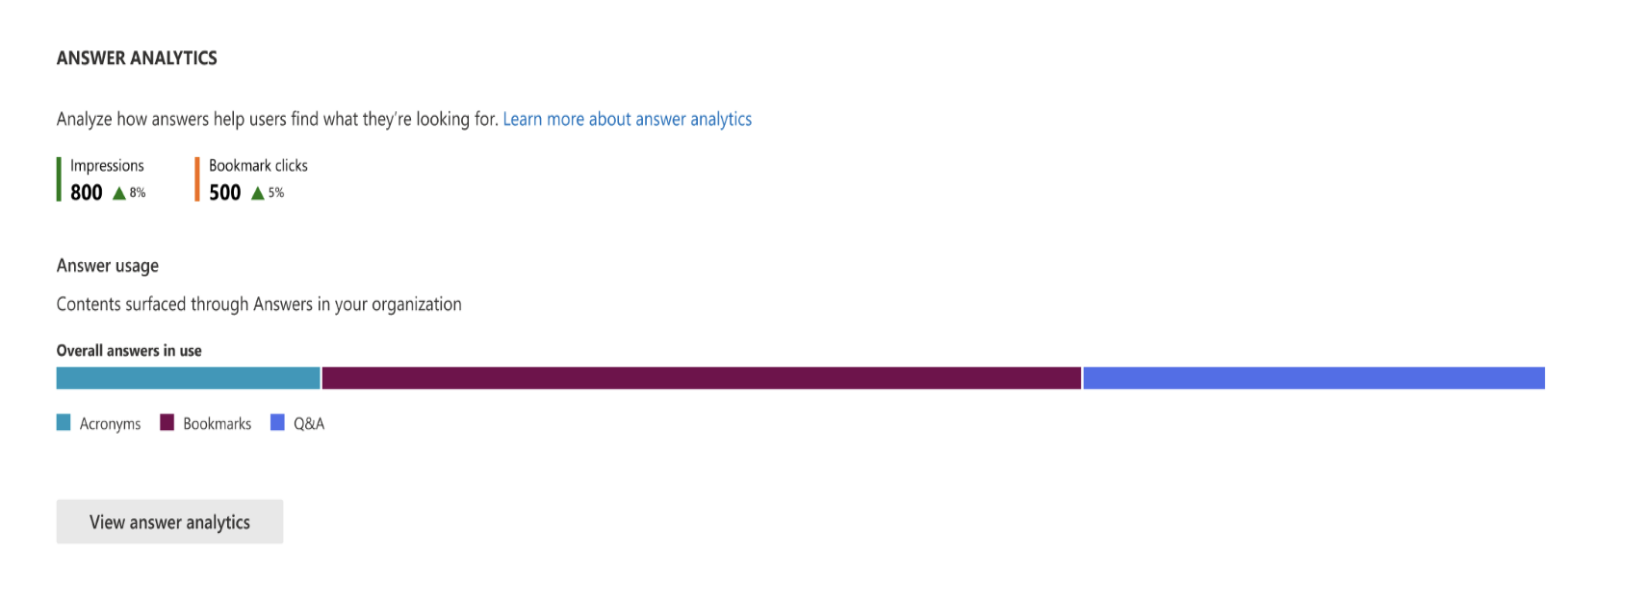 ANSWER ANALYTICS
Analyze how answers help users find what they're looking for. Learn more about answer analytics
Impressions Bookmark clicks
800 ▲ 8% 500 ▲ 5%
Answer usage
Contents surfaced through Answers in your organization
Overall answers in use
Acronyms Bookmarks Q&A
View answer analytics